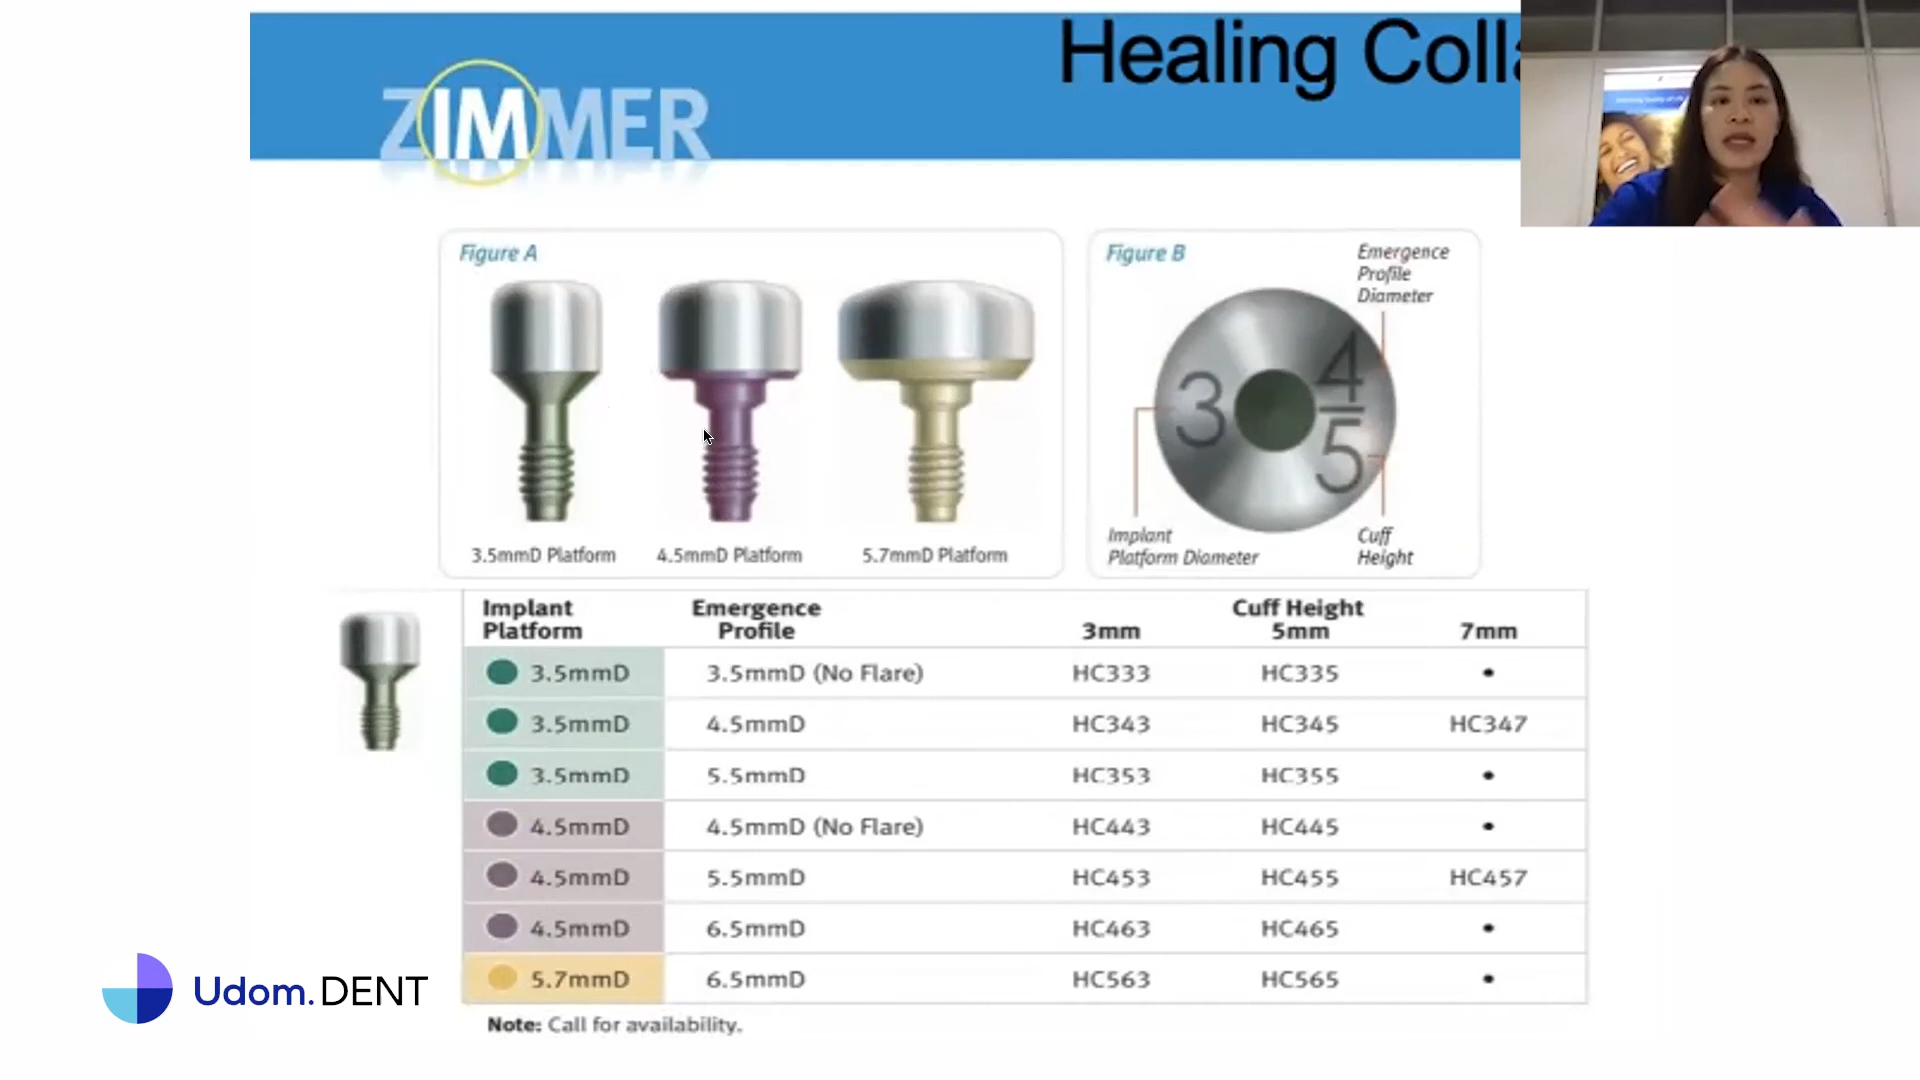 Healing Colla
ZIMMER
Figure A
3.5mmD Platform
4.5mmD Platform
5.7mmD Platform
Figure B
Emergence
Profile
Diameter
3
4
5
Implant
Platform Diameter
Cuff
Height
Implant Platform
Emergence Profile
Cuff Height
3mm 5mm 7mm
3.5mmD 3.5mmD (No Flare) HC333 HC335 •
3.5mmD 4.5mmD HC343 HC345 HC347
3.5mmD 5.5mmD HC353 HC355 •
4.5mmD 4.5mmD (No Flare) HC443 HC445 •
4.5mmD 5.5mmD HC453 HC455 HC457
4.5mmD 6.5mmD HC463 HC465 •
5.7mmD 6.5mmD HC563 HC565 •
Note: Call for availability.
Udom.DENT